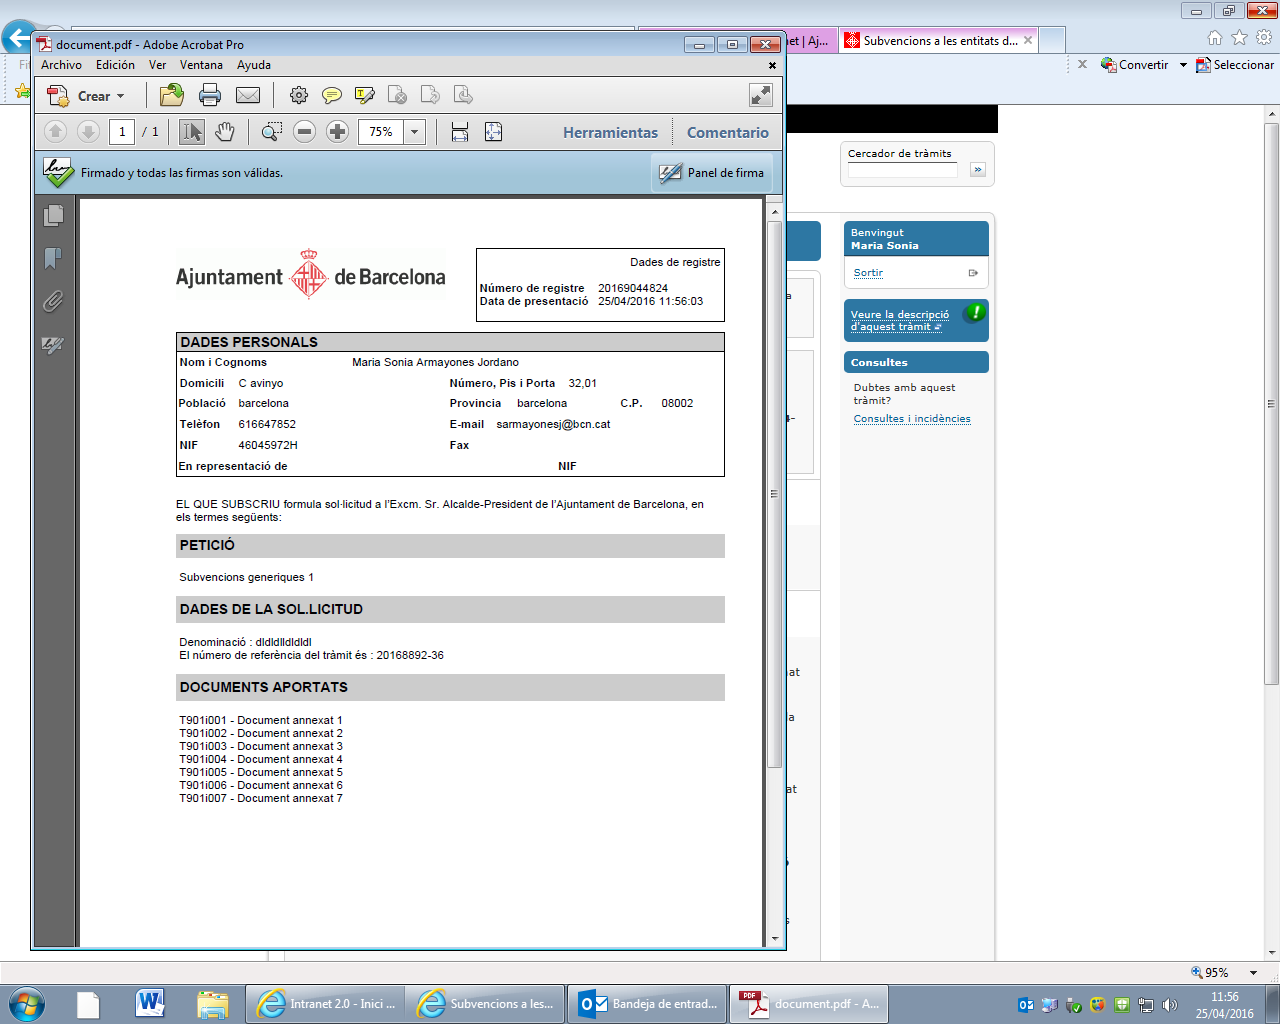 document.pdf - Adobe Acrobat Pro
net | Aj...
Subvencions a les entitats d...
Archivo Edición Ver Ventana Ayuda
Convertir
Seleccionar
Crear
1 / 1
75%
Herramientas
Comentario
Firmado y todas las firmas son válidas.
Panel de firma
Ajuntament de Barcelona
Dades de registre
Número de registre 20169044824
Data de presentació 25/04/2016 11:56:03
DADES PERSONALS
Nom i Cognoms Maria Sonia Armayones Jordano
Domicili C avinyo Número, Pis i Porta 32,01
Població barcelona Provincia barcelona C.P. 08002
Telèfon 616647852 E-mail sarmayonesj@bcn.cat
NIF 46045972H Fax
En representació de NIF
EL QUE SUBSCRIU formula sol·licitud a l'Excm. Sr. Alcalde-President de l'Ajuntament de Barcelona, en
els termes següents:
PETICIÓ
Subvencions generiques 1
DADES DE LA SOL.LICITUD
Denominació : dldldlldldldl
El número de referència del tràmit és : 20168892-36
DOCUMENTS APORTATS
T901i001 - Document annexat 1
T901i002 - Document annexat 2
T901i003 - Document annexat 3
T901i004 - Document annexat 4
T901i005 - Document annexat 5
T901i006 - Document annexat 6
T901i007 - Document annexat 7
Cercador de tràmits
Benvingut
Maria Sonia
Sortir
Veure la descripció
d'aquest tràmit
Consultes
Dubtes amb aquest
tràmit?
Consultes i incidències
95%
Intranet 2.0 - Inici ...
Subvencions a les...
Bandeja de entrad...
document.pdf - A...
11:56
25/04/2016